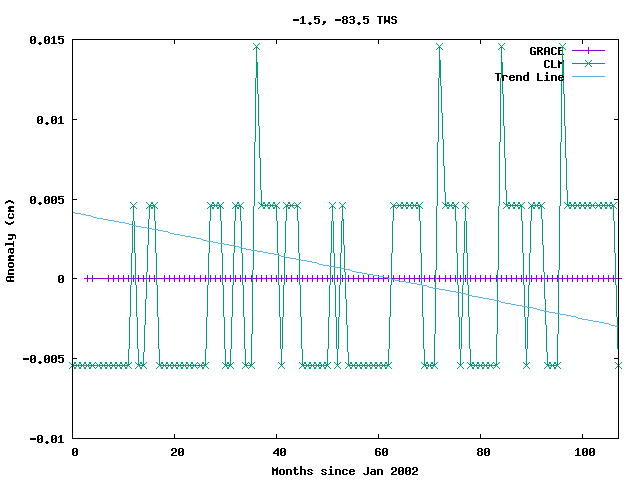 -1.5, -83.5 TWS
GRACE
CLM
Trend Line
0.015
0.01
0.005
0
-0.005
-0.01
Anomaly (cm)
0 20 40 60 80 100
Months since Jan 2002